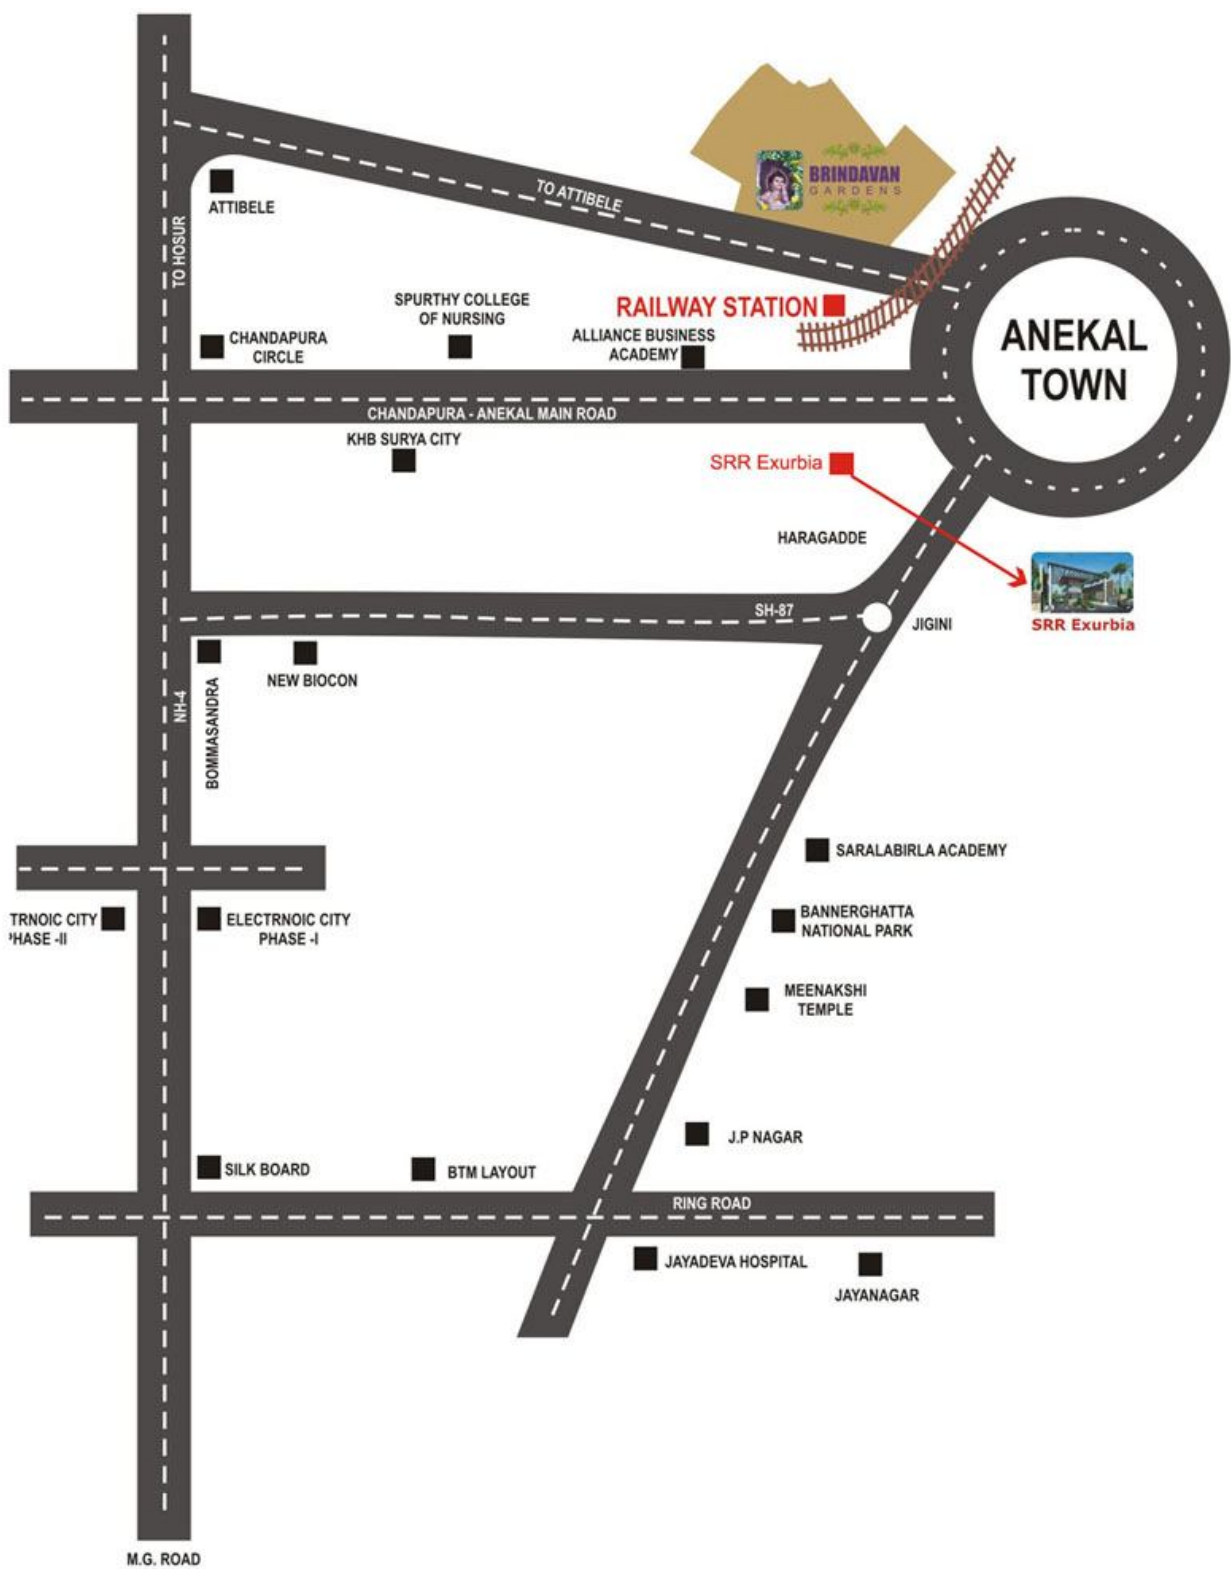 BRINDAVAN
GARDENS
TO ATTIBELE
ATTIBELE
TO HOSUR
SPURTHY COLLEGE
OF NURSING
RAILWAY STATION
CHANDAPURA
CIRCLE
ALLIANCE BUSINESS
ACADEMY
ANEKAL
TOWN
CHANDAPURA - ANEKAL MAIN ROAD
KHB SURYA CITY
SRR Exurbia
HARAGADDE
SH-87
JIGINI
SRR Exurbia
NEW BIOCON
NH-4
BOMMASANDRA
SARALABIRLA ACADEMY
TRNOIC CITY
PHASE -II
ELECTRNOIC CITY
PHASE -I
BANNERGHATTA
NATIONAL PARK
MEENAKSHI
TEMPLE
J.P NAGAR
SILK BOARD
BTM LAYOUT
RING ROAD
JAYADEVA HOSPITAL
JAYANAGAR
M.G. ROAD